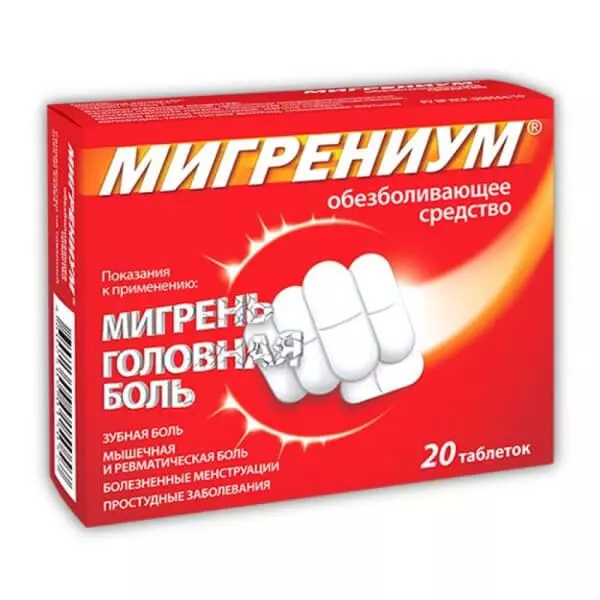 МИГРЕНИУМ®
обезболивающее
средство
Показания
к применению:
МИГРЕНЬ
ГОЛОВНАЯ
БОЛЬ
ЗУБНАЯ БОЛЬ
МЫШЕЧНАЯ
И РЕВМАТИЧЕСКАЯ БОЛЬ
БОЛЕЗНЕННЫЕ МЕНСТРУАЦИИ
ПРОСТУДНЫЕ ЗАБОЛЕВАНИЯ
20 таблеток
МИГРЕНИУМ